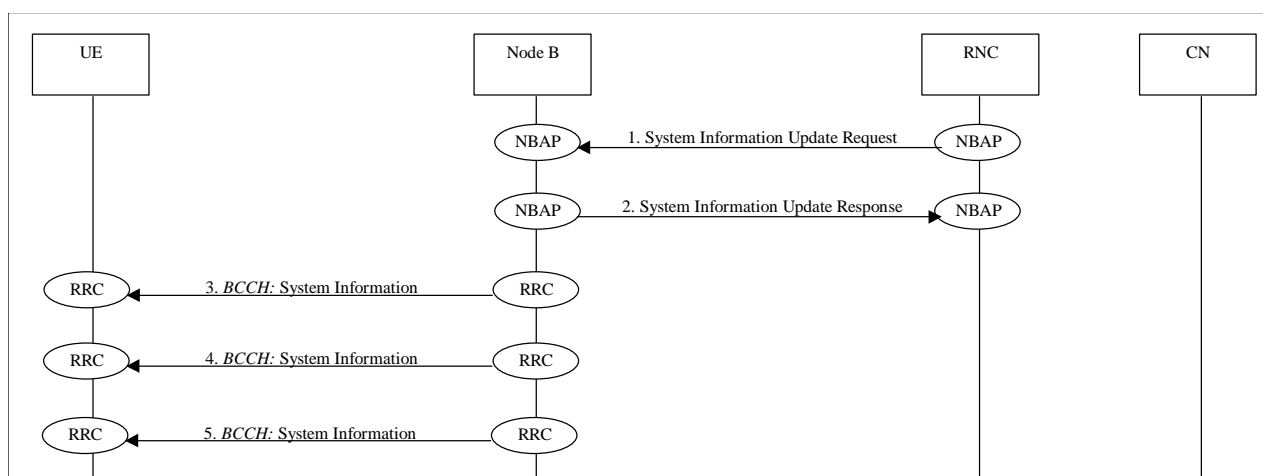 UE
Node B
RNC
CN
NBAP
1. System Information Update Request
NBAP
NBAP
2. System Information Update Response
NBAP
RRC
3. BCCH: System Information
RRC
RRC
4. BCCH: System Information
RRC
RRC
5. BCCH: System Information
RRC